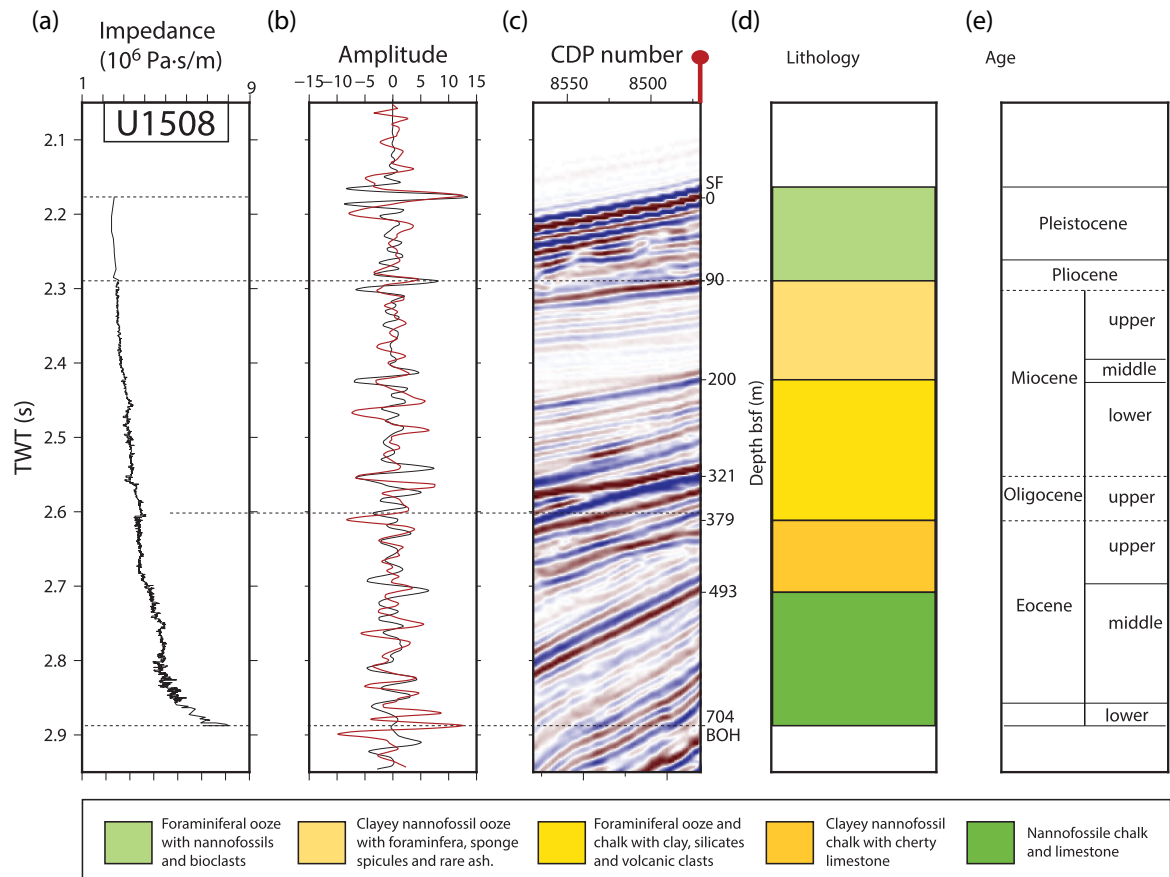 (a)
Impedance
(10⁶ Pa·s/m)
1
9
U1508
TWT (s)
2.1
2.2
2.3
2.4
2.5
2.6
2.7
2.8
2.9
(b)
Amplitude
−15 −10 −5 0 5 10 15
(c)
CDP number
8550 8500
SF
0
90
200
321
379
493
704
BOH
Depth bsf (m)
(d)
Lithology
(e)
Age
Pleistocene
Pliocene
Miocene
upper
middle
lower
Oligocene
upper
Eocene
upper
middle
lower
Foraminiferal ooze
with nannofossils
and bioclasts
Clayey nannofossil ooze
with foraminfera, sponge
spicules and rare ash.
Foraminiferal ooze and
chalk with clay, silicates
and volcanic clasts
Clayey nannofossil
chalk with cherty
limestone
Nannofossile chalk
and limestone